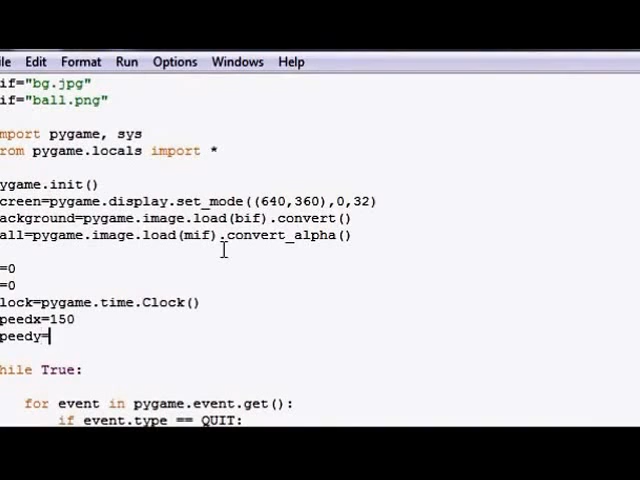 ile Edit Format Run Options Windows Help
if="bg.jpg"
if="ball.png"
mport pygame, sys
rom pygame.locals import *
ygame.init()
creen=pygame.display.set_mode((640,360),0,32)
ackground=pygame.image.load(bif).convert()
all=pygame.image.load(mif).convert_alpha()
=0
=0
lock=pygame.time.Clock()
peedx=150
peedy=
hile True:
for event in pygame.event.get():
if event.type == QUIT: